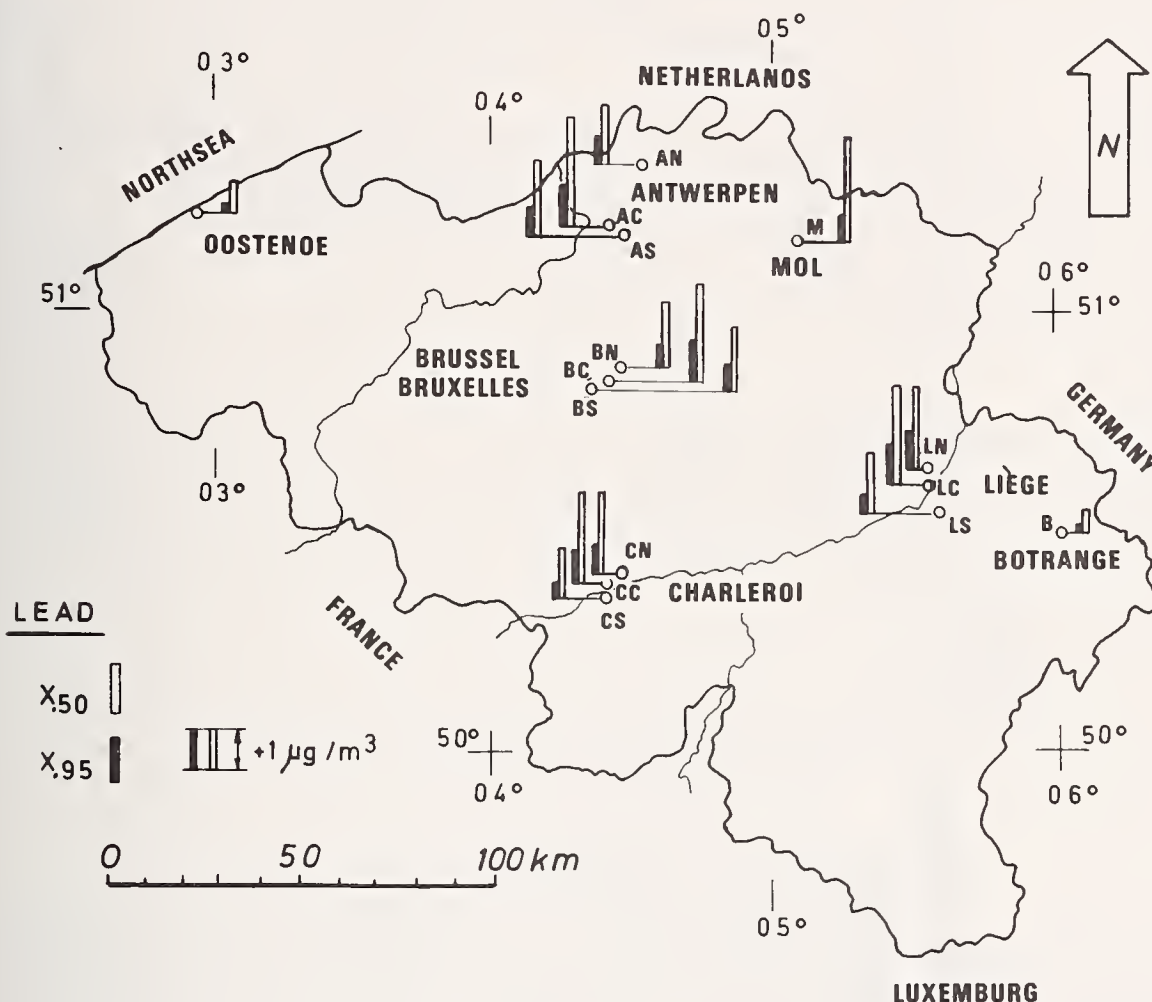 05°
03°
NETHERLANOS
04°
N
NORTHSEA
AN
ANTWERPEN
AC
M
OOSTENOE
AS
MOL
06°
51°
51°
BN
BRUSSEL
BC
BRUXELLES
BS
GERMANY
LN
03°
LC
LIEGE
LS
B
CN
BOTRANGE
CC
CHARLEROI
CS
LEAD
FRANCE
X.50
50°
50°
+1 µg/m³
X.95
04°
06°
0 50 100 km
05°
LUXEMBURG